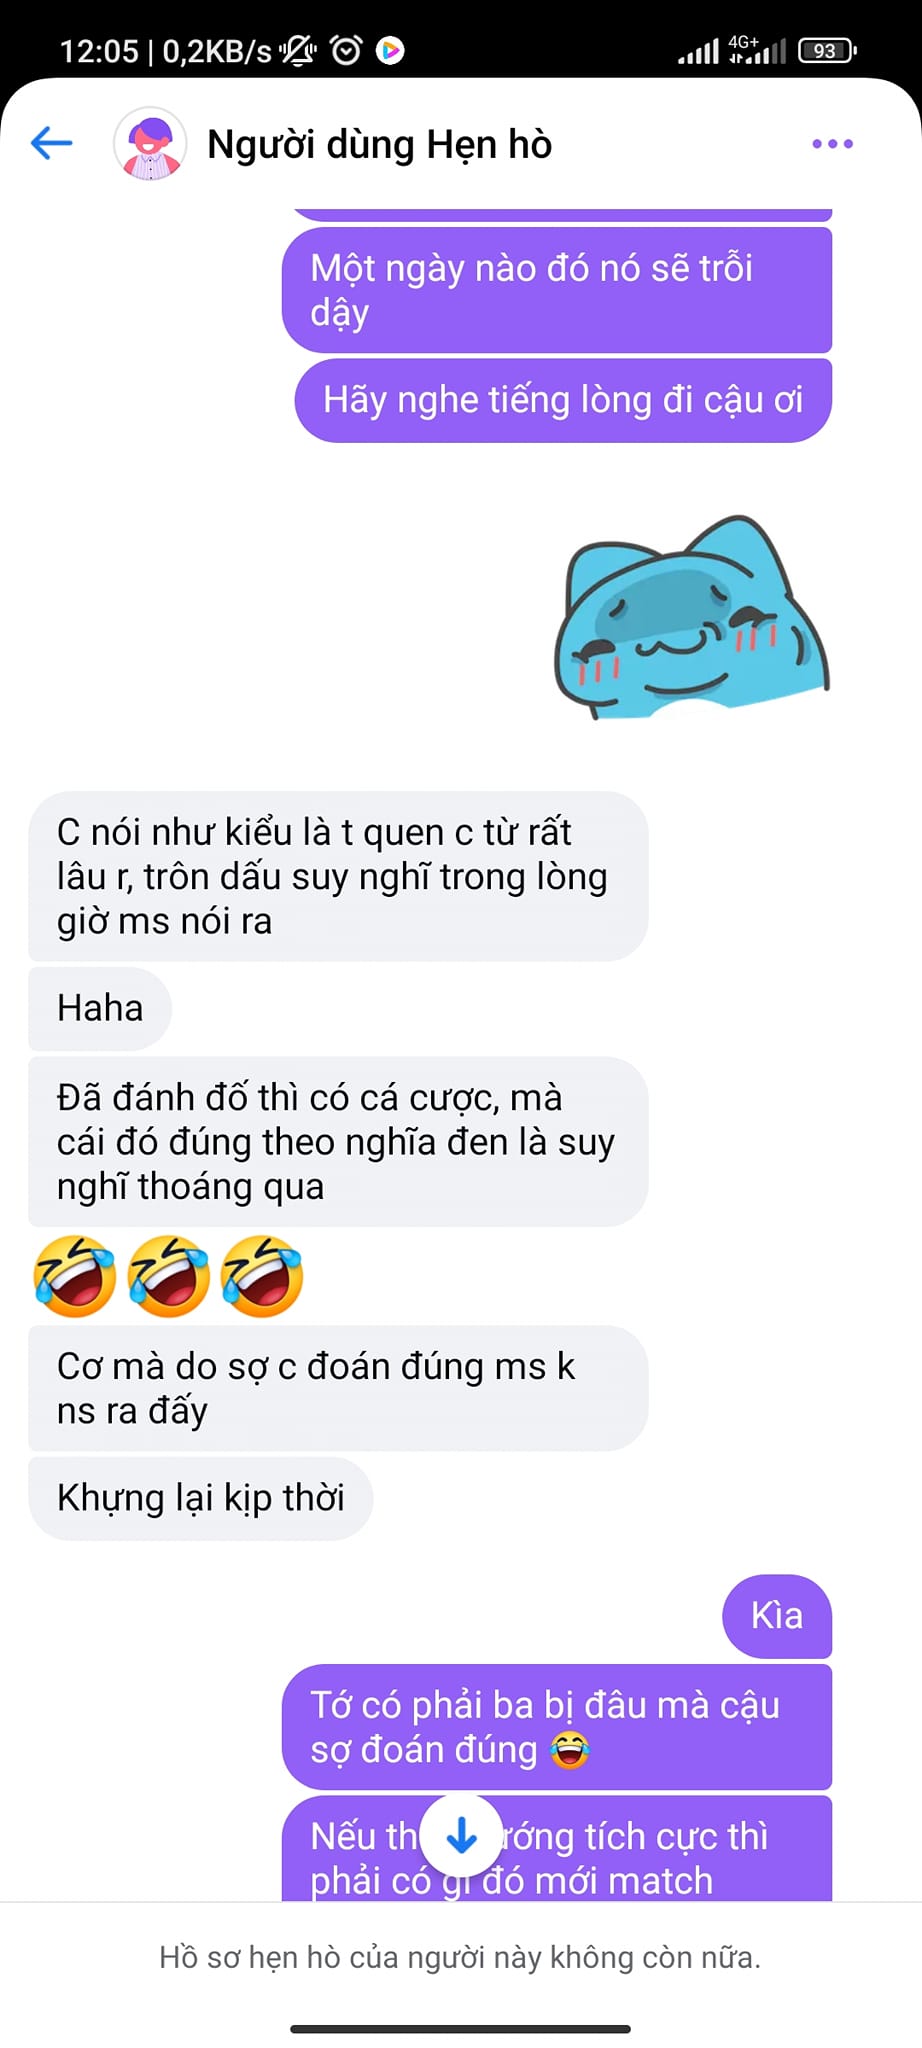 12:05 | 0,2KB/s
4G+
93
Người dùng Hẹn hò
Một ngày nào đó nó sẽ trỗi
dậy
Hãy nghe tiếng lòng đi cậu ơi
C nói như kiểu là t quen c từ rất
lâu r, trôn dấu suy nghĩ trong lòng
giờ ms nói ra
Haha
Đã đánh đố thì có cá cược, mà
cái đó đúng theo nghĩa đen là suy
nghĩ thoáng qua
🤣🤣🤣
Cơ mà do sợ c đoán đúng ms k
ns ra đấy
Khựng lại kịp thời
Kìa
Tớ có phải ba bị đâu mà cậu
sợ đoán đúng 😂
Nếu tích cực thì
phải có gì đó mới match
Hồ sơ hẹn hò của người này không còn nữa.